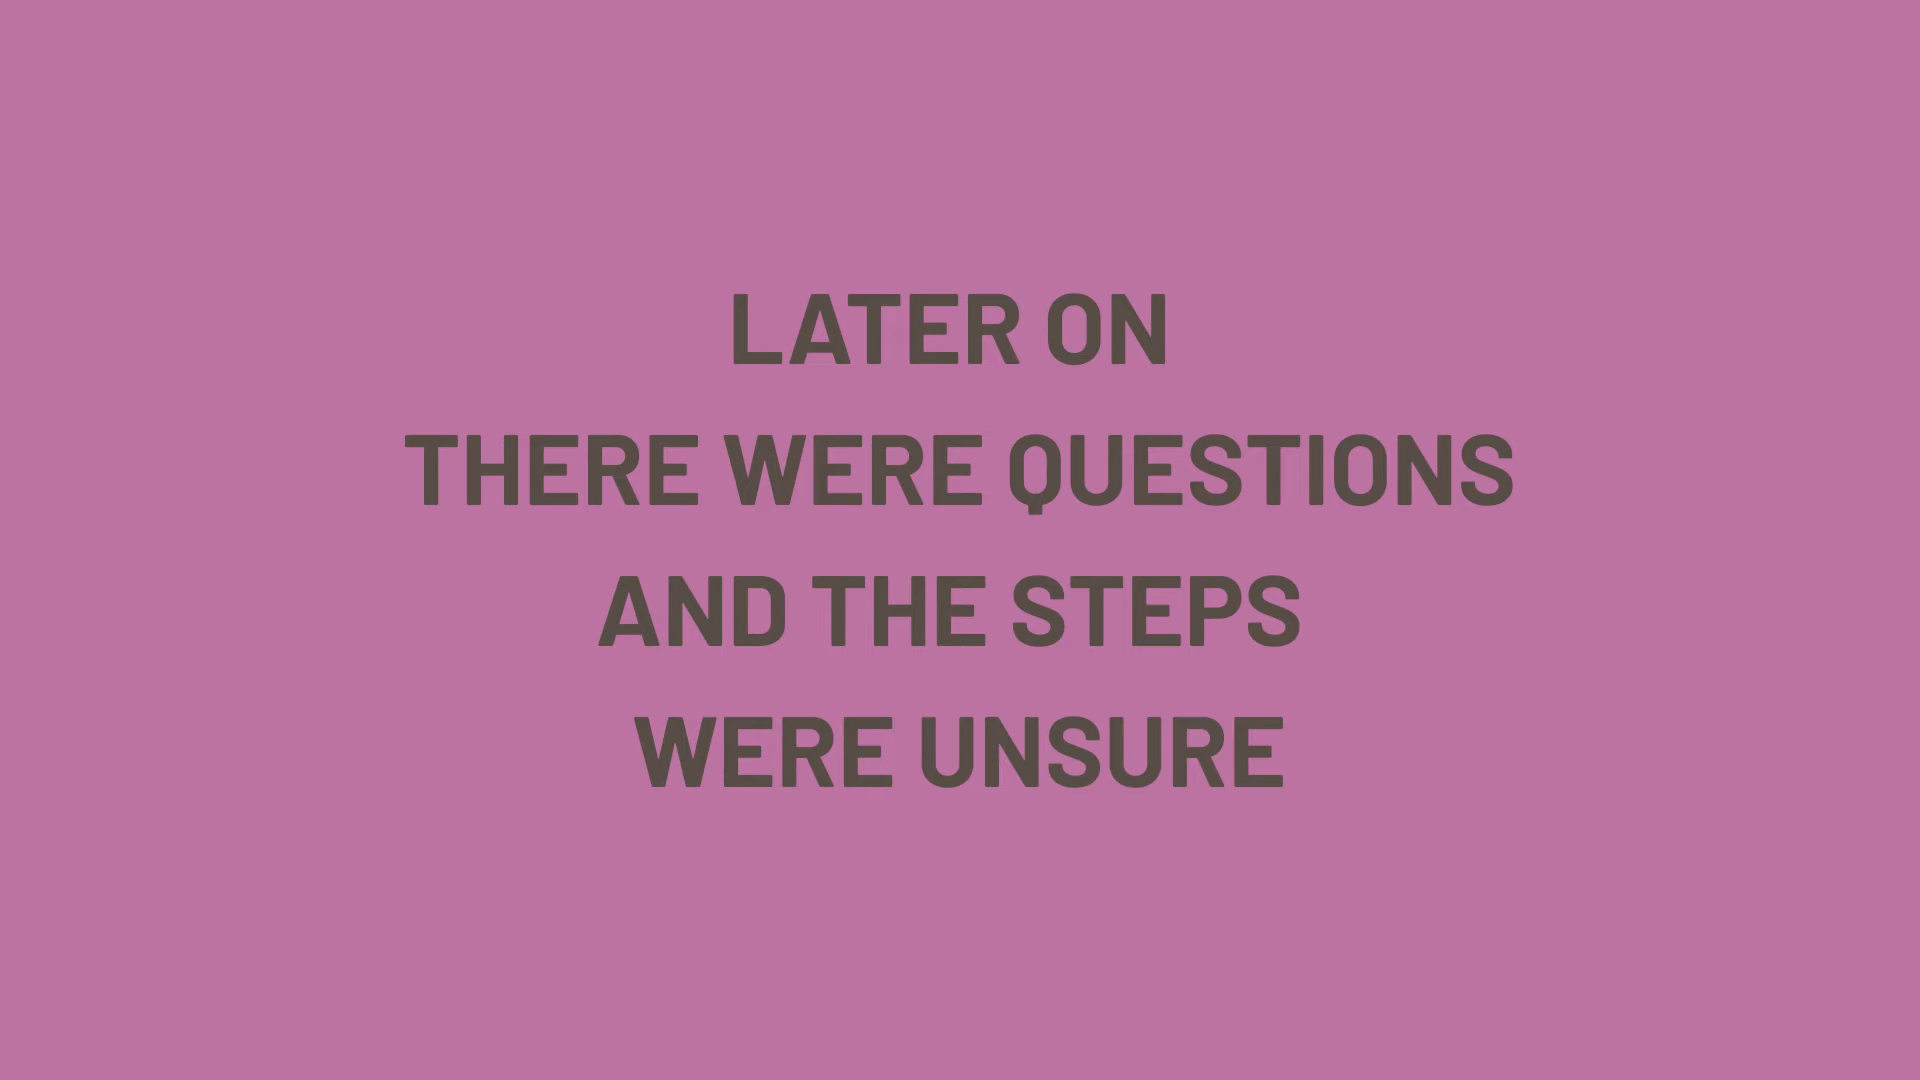 LATER ON
THERE WERE QUESTIONS
AND THE STEPS
WERE UNSURE